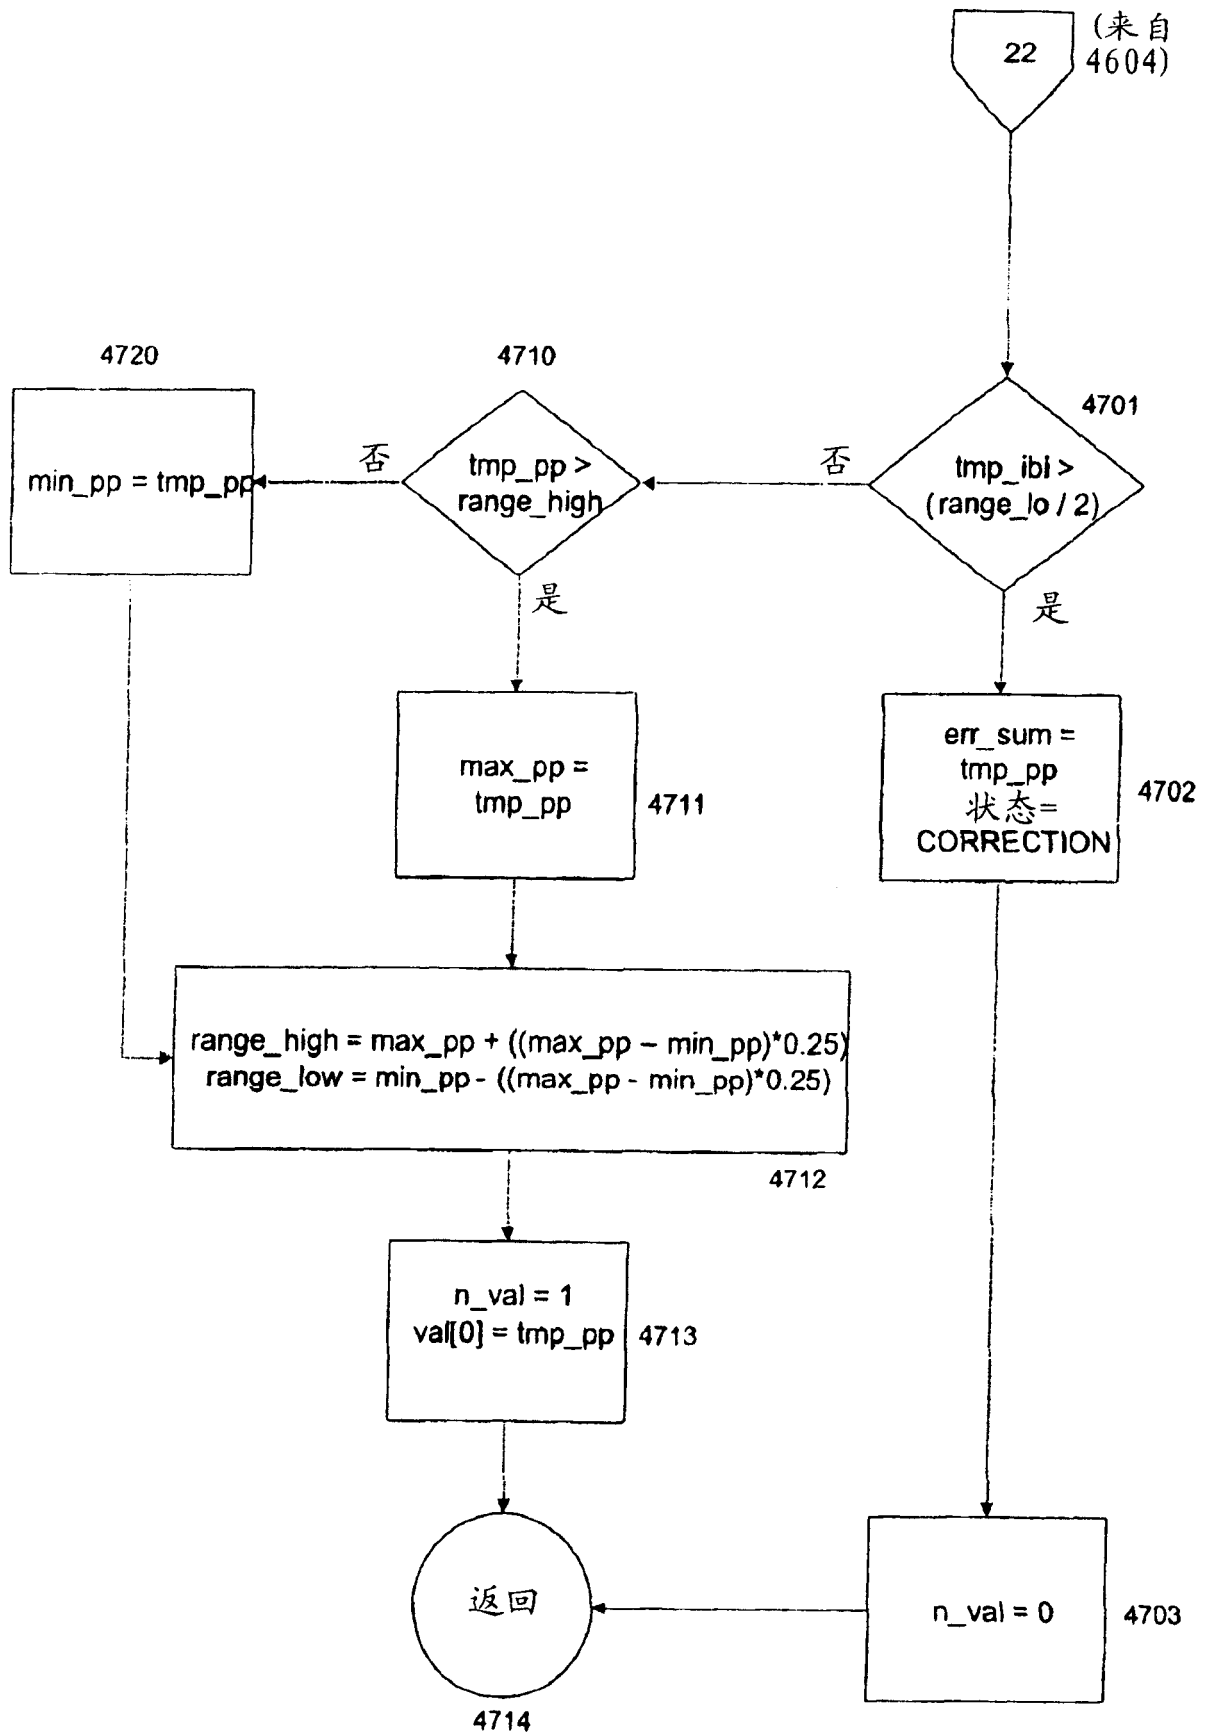 22
(来自
4604)
4720
4710
4701
min_pp = tmp_pp
否
tmp_pp >
range_high
否
tmp_ibl >
(range_lo / 2)
是
是
max_pp =
tmp_pp
4711
err_sum =
tmp_pp
状态=
CORRECTION
4702
range_high = max_pp + ((max_pp – min_pp)*0.25)
range_low = min_pp - ((max_pp - min_pp)*0.25)
4712
n_val = 1
val[0] = tmp_pp
4713
返回
4714
n_val = 0
4703